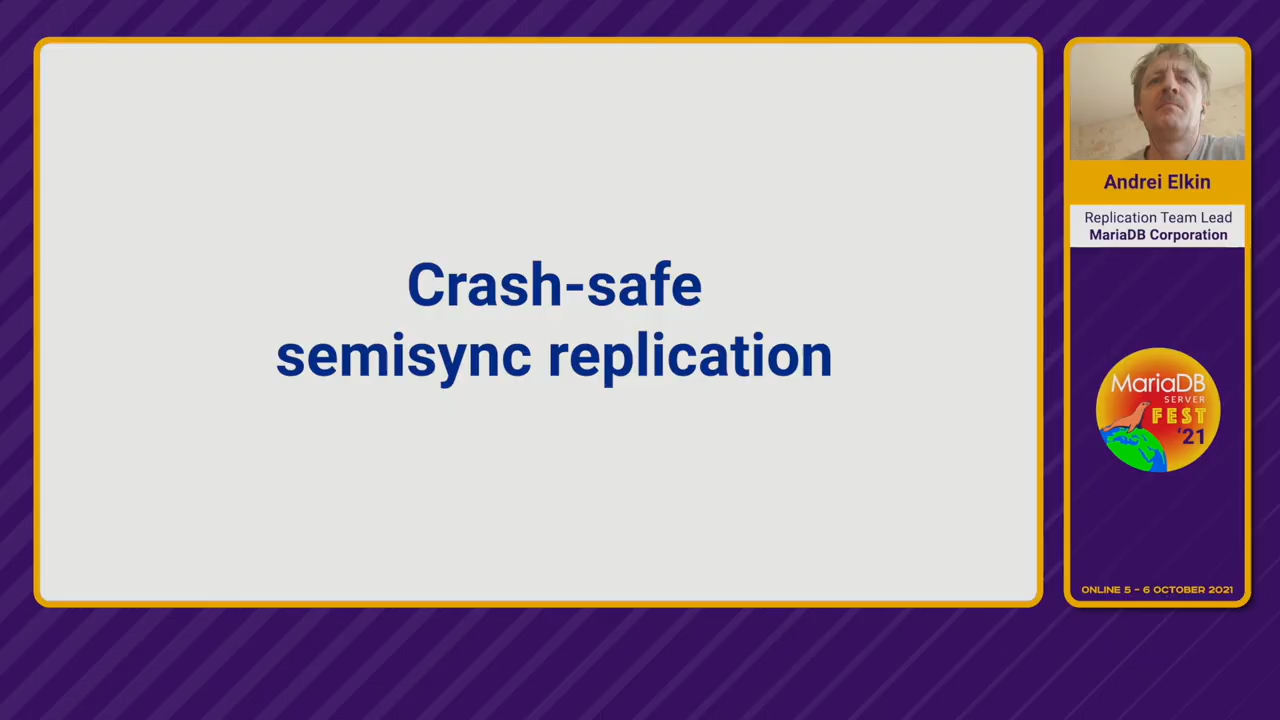 Crash-safe
semisync replication
Andrei Elkin
Replication Team Lead
MariaDB Corporation
MariaDB
SERVER
FEST
'21
ONLINE 5 – 6 OCTOBER 2021